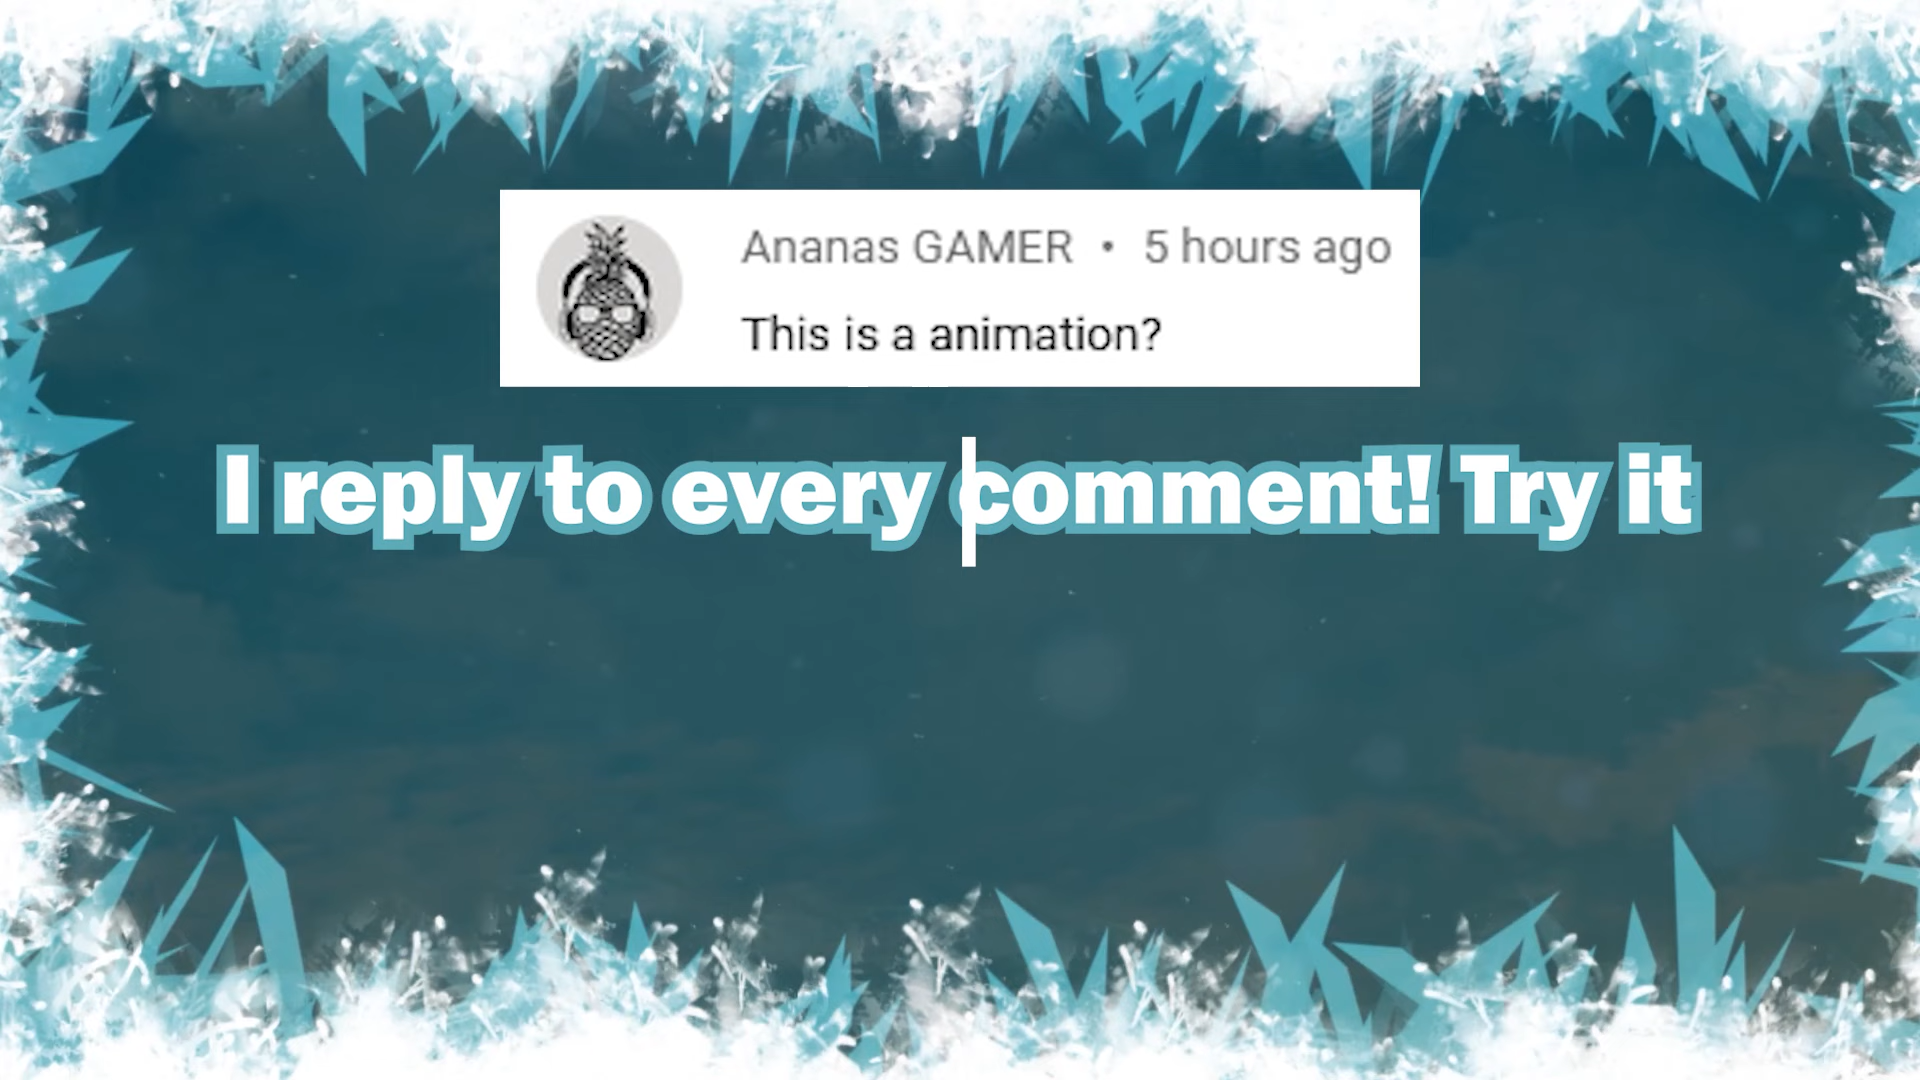 Ananas GAMER • 5 hours ago
This is a animation?
I reply to every comment! Try it